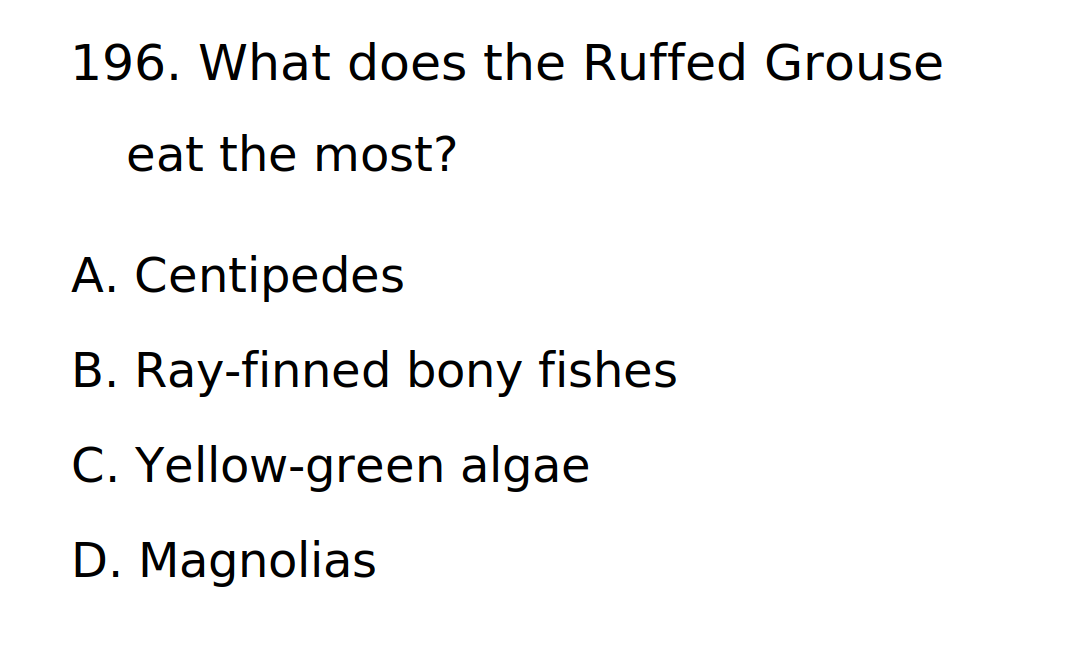 196. What does the Ruffed Grouse
eat the most?
A. Centipedes
B. Ray-finned bony fishes
C. Yellow-green algae
D. Magnolias